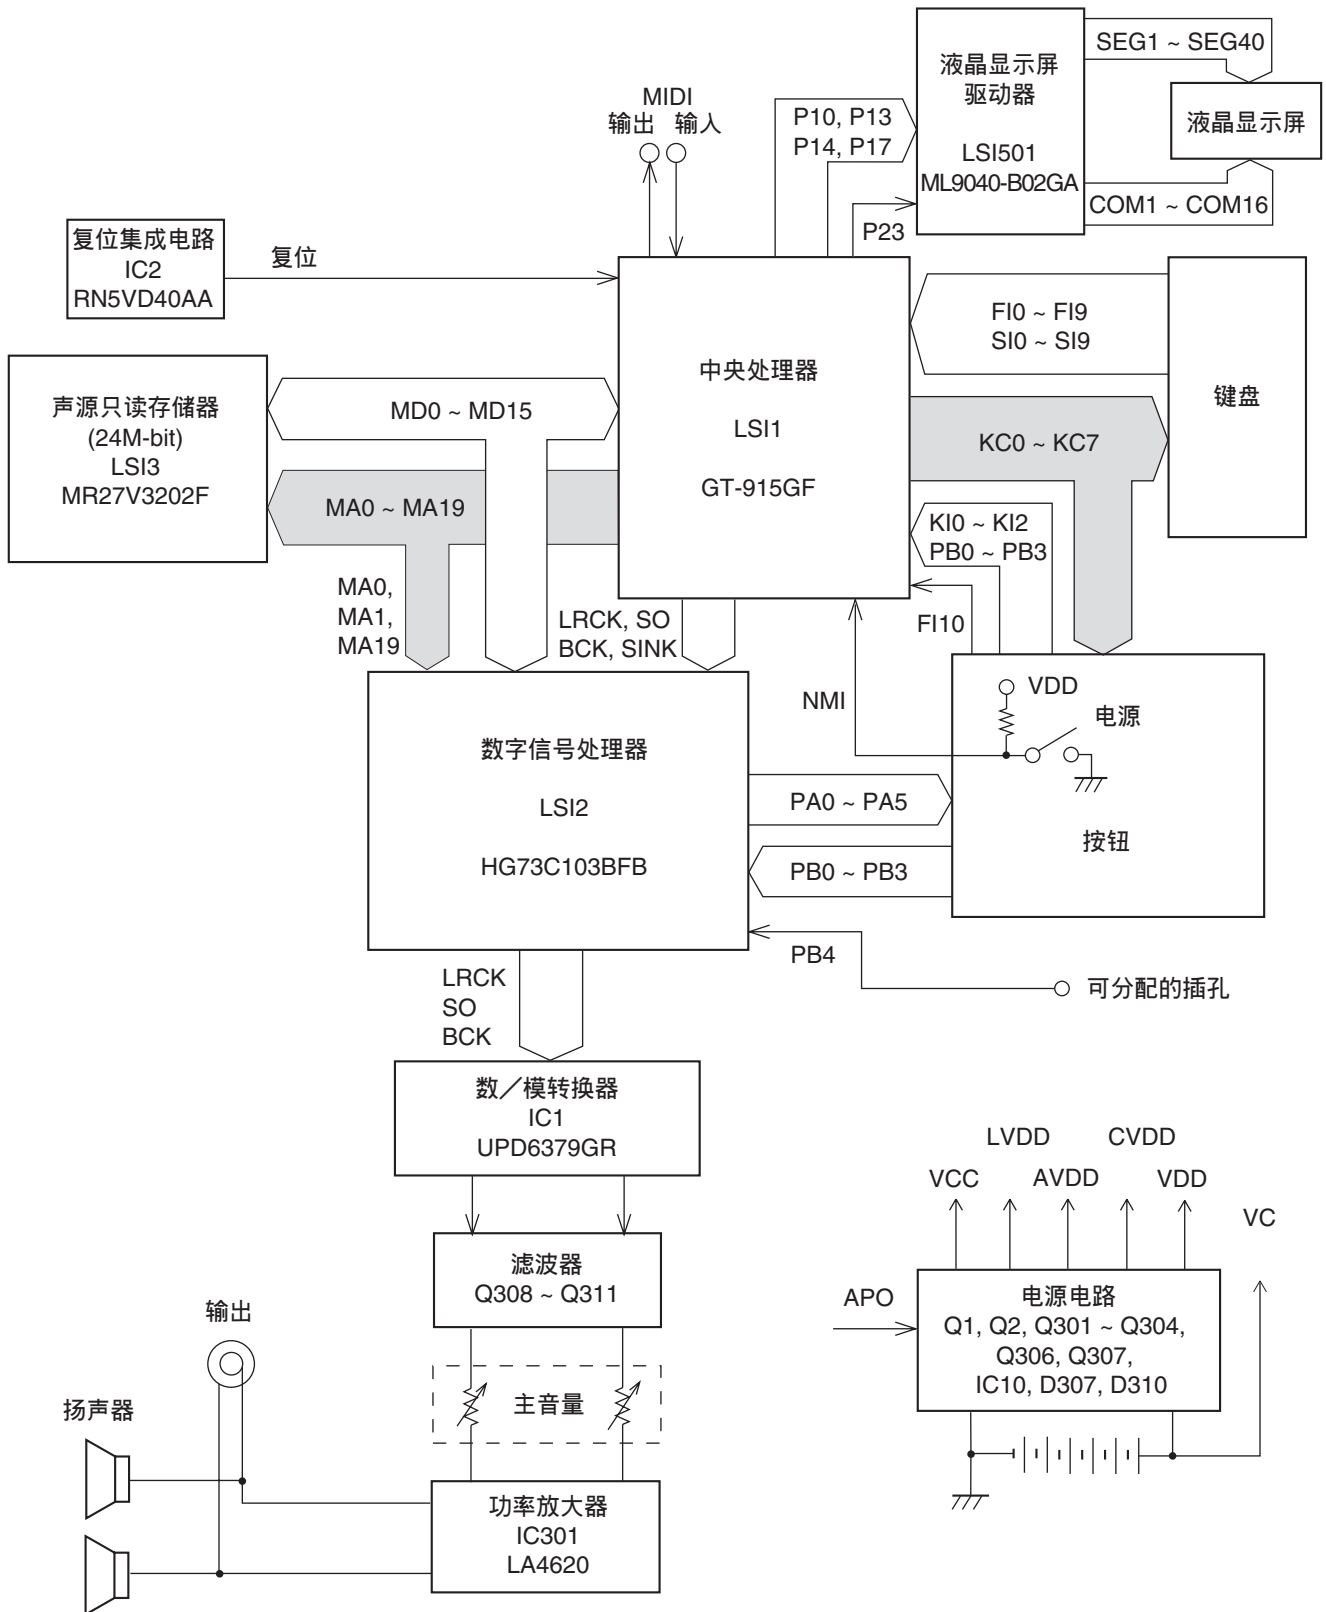 SEG1 ~ SEG40
液晶显示屏
驱动器
LSI501
ML9040-B02GA
液晶显示屏
COM1 ~ COM16
MIDI
输出 输入
P10, P13
P14, P17
P23
复位集成电路
IC2
RN5VD40AA
复位
声源只读存储器
(24M-bit)
LSI3
MR27V3202F
MD0 ~ MD15
MA0 ~ MA19
中央处理器
LSI1
GT-915GF
FI0 ~ FI9
SI0 ~ SI9
键盘
KC0 ~ KC7
KI0 ~ KI2
PB0 ~ PB3
FI10
MA0,
MA1,
MA19
LRCK, SO
BCK, SINK
NMI
VDD
电源
按钮
数字信号处理器
LSI2
HG73C103BFB
PA0 ~ PA5
PB0 ~ PB3
PB4
可分配的插孔
LRCK
SO
BCK
数／模转换器
IC1
UPD6379GR
滤波器
Q308 ~ Q311
主音量
输出
扬声器
功率放大器
IC301
LA4620
LVDD CVDD
VCC AVDD VDD
VC
APO
电源电路
Q1, Q2, Q301 ~ Q304,
Q306, Q307,
IC10, D307, D310